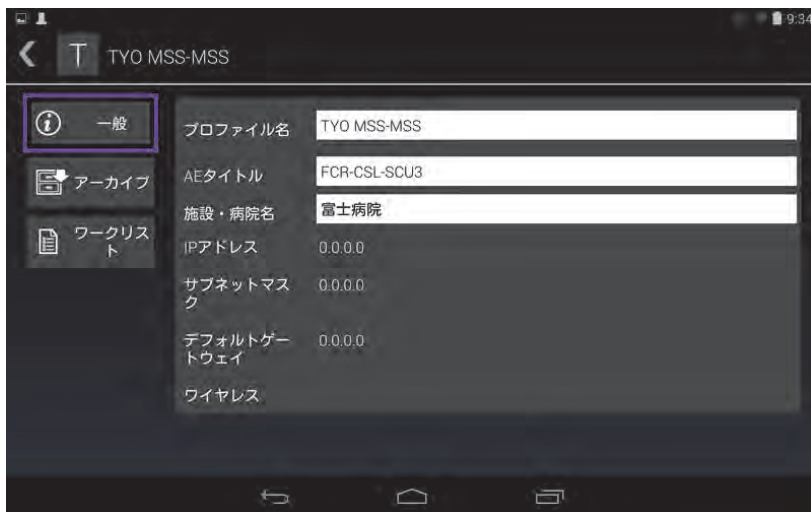 9:34
T TYO MSS-MSS
一般
アーカイブ
ワークリス
ト
プロファイル名 TYO MSS-MSS
AEタイトル FCR-CSL-SCU3
施設・病院名 富士病院
IPアドレス 0.0.0.0
サブネットマス
ク 0.0.0.0
デフォルトゲー
トウェイ 0.0.0.0
ワイヤレス